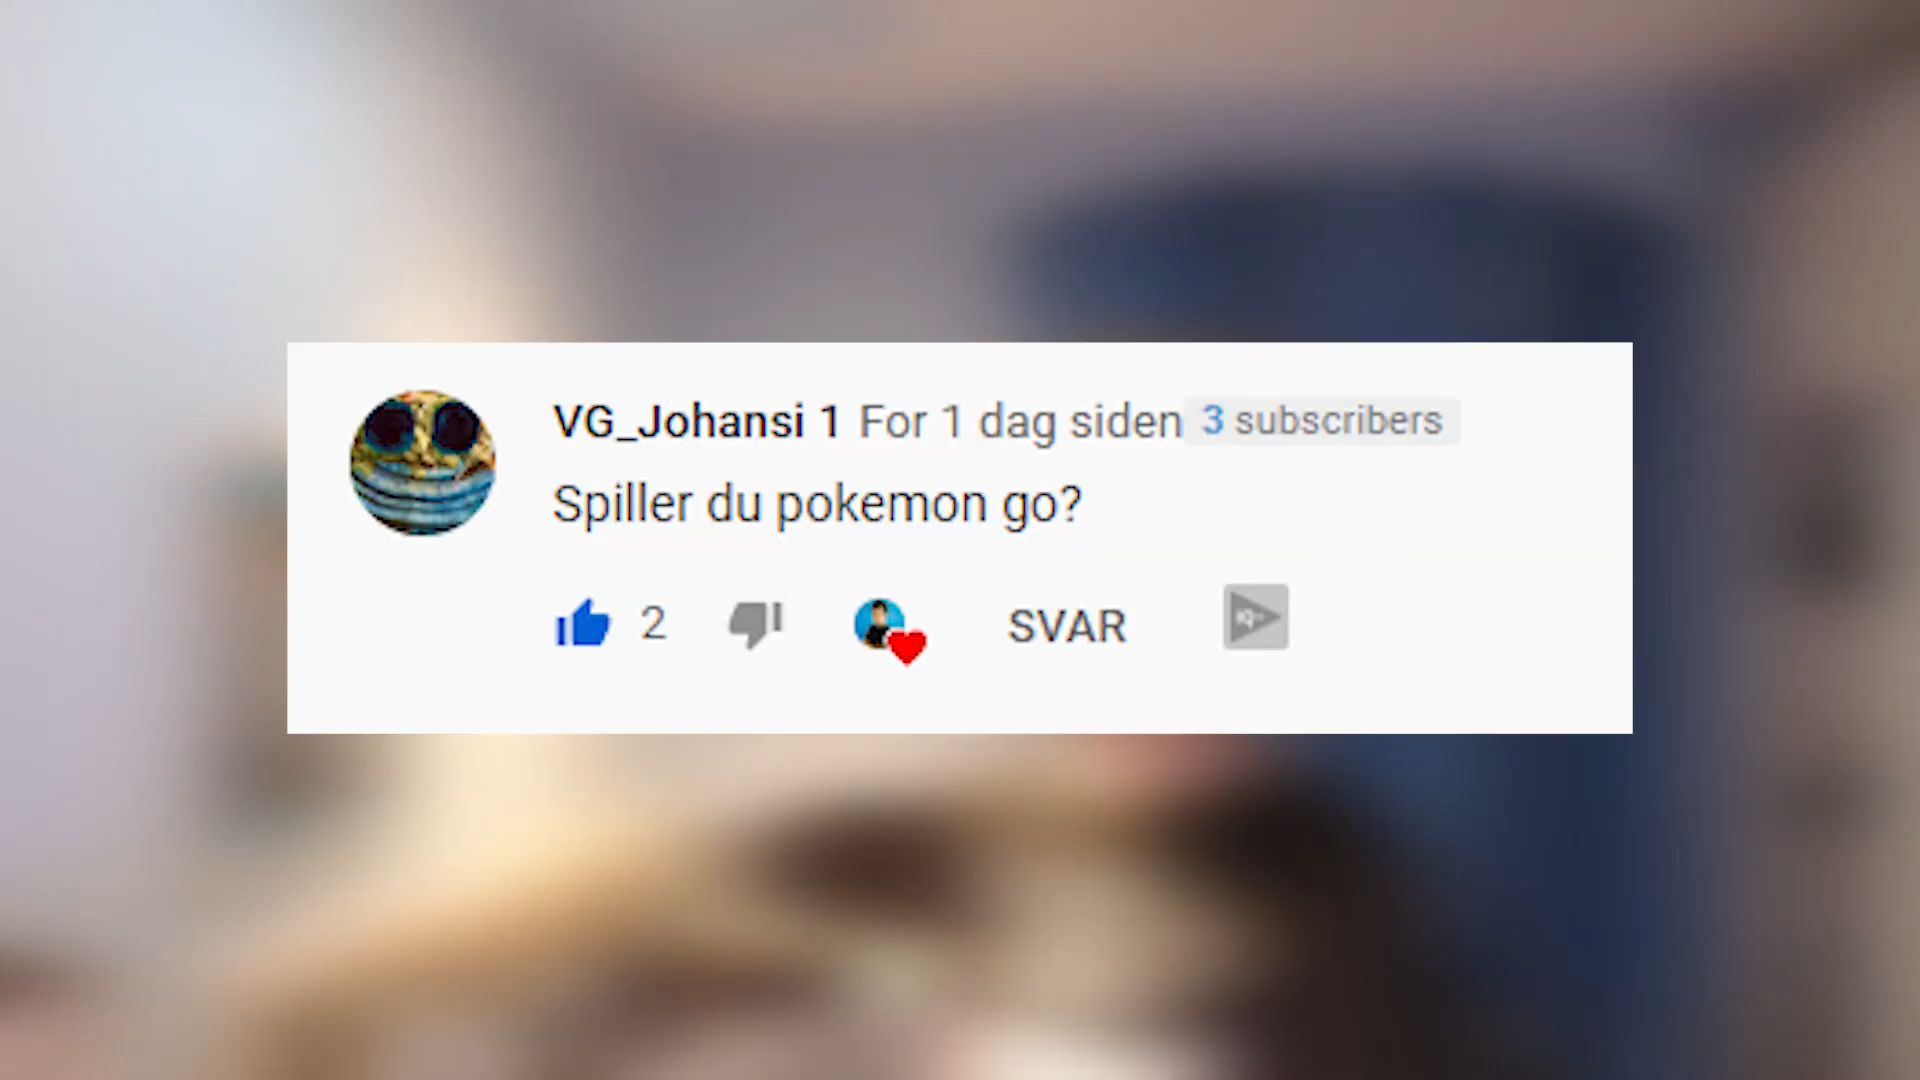 VG_Johansi 1 For 1 dag siden 3 subscribers
Spiller du pokemon go?
2 SVAR